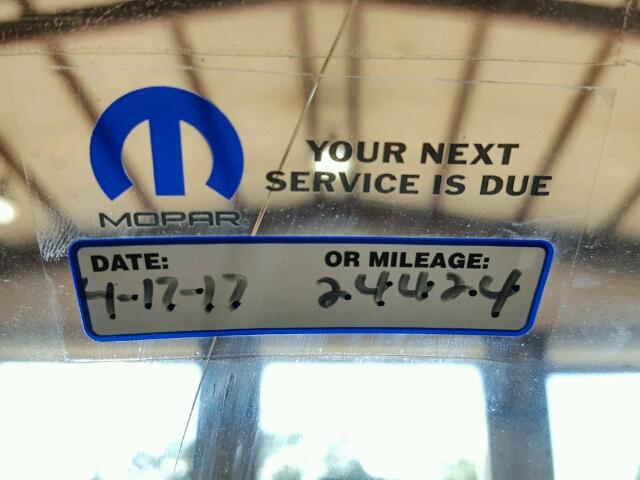 MOPAR
YOUR NEXT
SERVICE IS DUE
DATE: OR MILEAGE:
4-17-17 24424